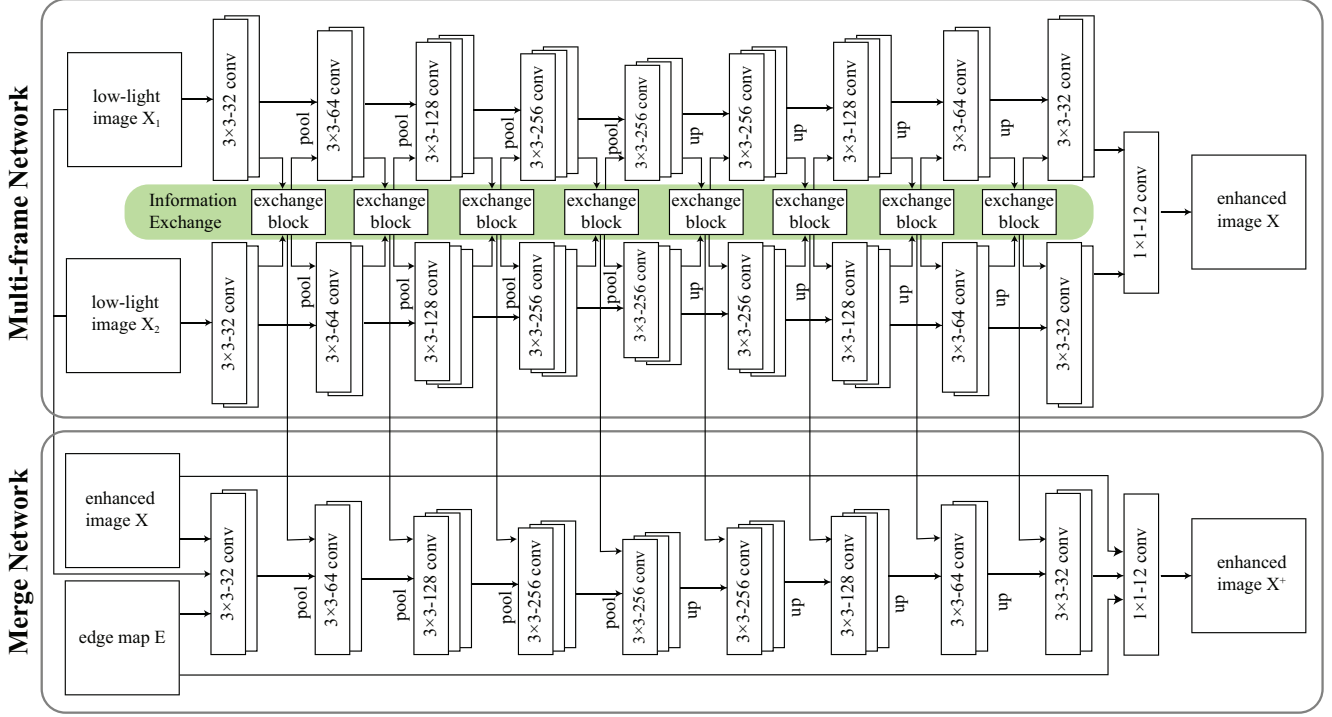 Multi-frame Network
low-light
image X₁
3×3-32 conv
pool
3×3-64 conv
pool
3×3-128 conv
pool
3×3-256 conv
pool
3×3-256 conv
up
3×3-256 conv
up
3×3-128 conv
up
3×3-64 conv
up
3×3-32 conv
Information
Exchange
exchange
block
exchange
block
exchange
block
exchange
block
exchange
block
exchange
block
exchange
block
exchange
block
low-light
image X₂
3×3-32 conv
pool
3×3-64 conv
pool
3×3-128 conv
pool
3×3-256 conv
pool
3×3-256 conv
up
3×3-256 conv
up
3×3-128 conv
up
3×3-64 conv
up
3×3-32 conv
1×1-12 conv
enhanced
image X
Merge Network
enhanced
image X
edge map E
3×3-32 conv
pool
3×3-64 conv
pool
3×3-128 conv
pool
3×3-256 conv
pool
3×3-256 conv
up
3×3-256 conv
up
3×3-128 conv
up
3×3-64 conv
up
3×3-32 conv
1×1-12 conv
enhanced
image X⁺